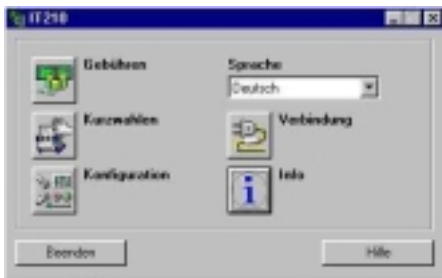 IT210
Gebühren
Sprache
Deutsch
Kurzwahlen
Verbindung
Konfiguration
Info
Beenden
Hilfe